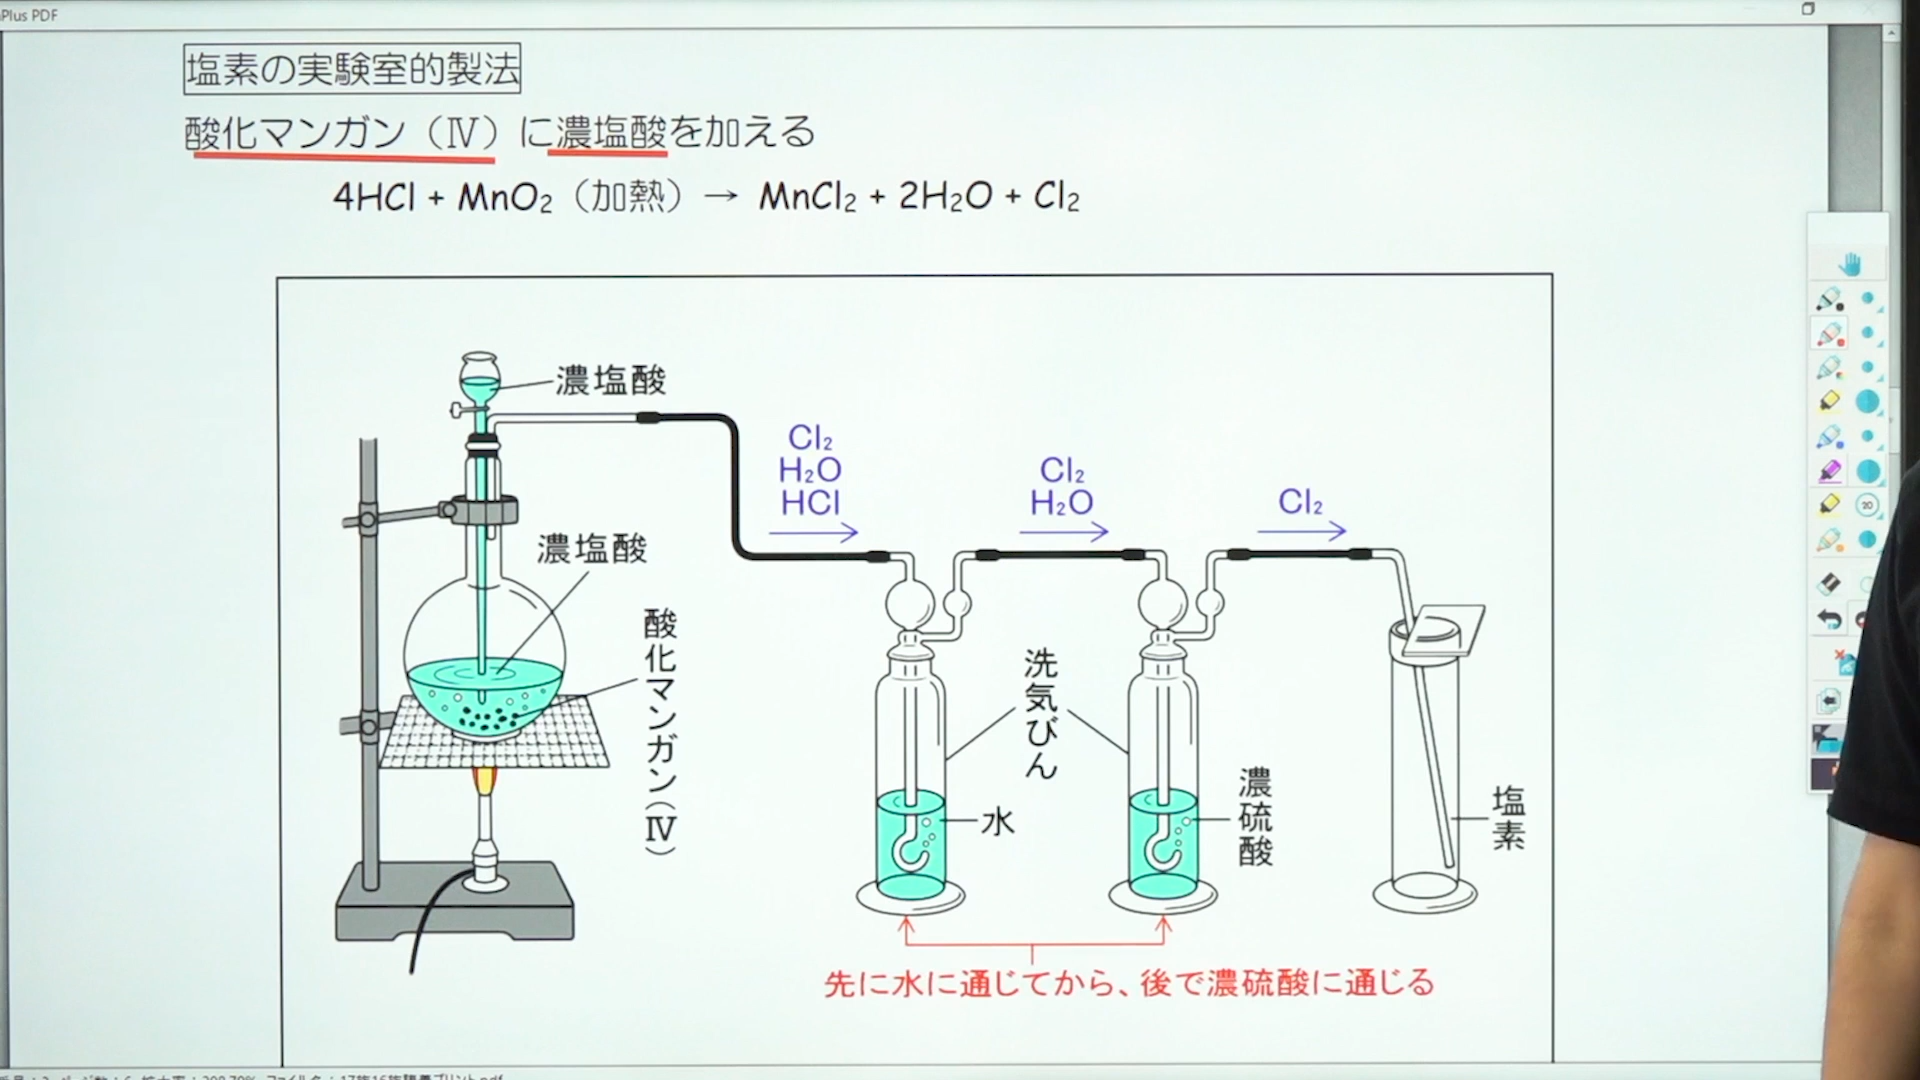 Plus PDF
塩素の実験室的製法
酸化マンガン（Ⅳ）に濃塩酸を加える
4HCl + MnO₂（加熱）→ MnCl₂ + 2H₂O + Cl₂
濃塩酸
Cl₂
H₂O
HCl
Cl₂
H₂O
Cl₂
濃塩酸
酸化マンガン（Ⅳ）
洗気びん
水
濃硫酸
塩素
先に水に通じてから、後で濃硫酸に通じる
20